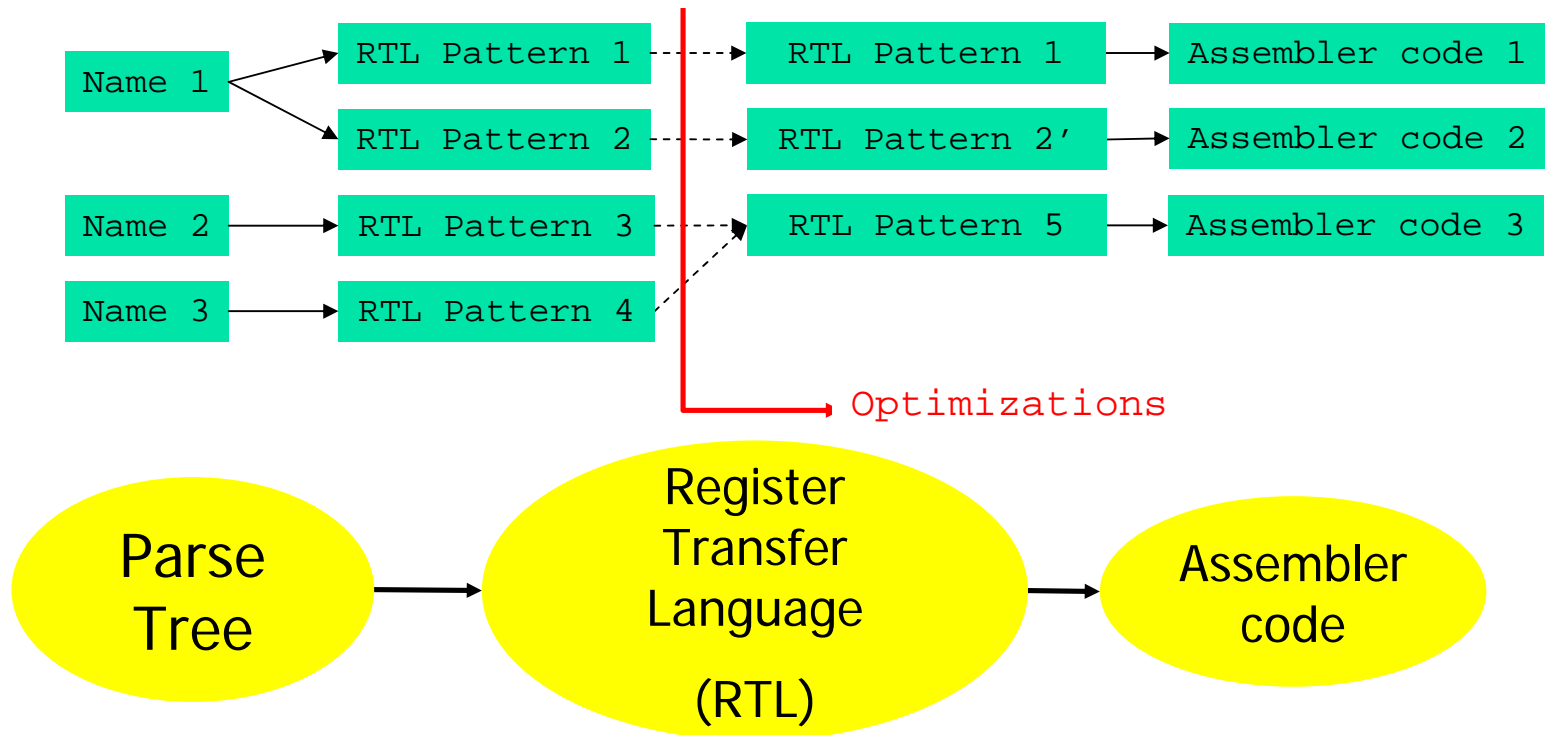 Name 1
RTL Pattern 1
RTL Pattern 1
Assembler code 1
RTL Pattern 2
RTL Pattern 2’
Assembler code 2
Name 2
RTL Pattern 3
RTL Pattern 5
Assembler code 3
Name 3
RTL Pattern 4
Optimizations
Parse
Tree
Register
Transfer
Language
(RTL)
Assembler
code